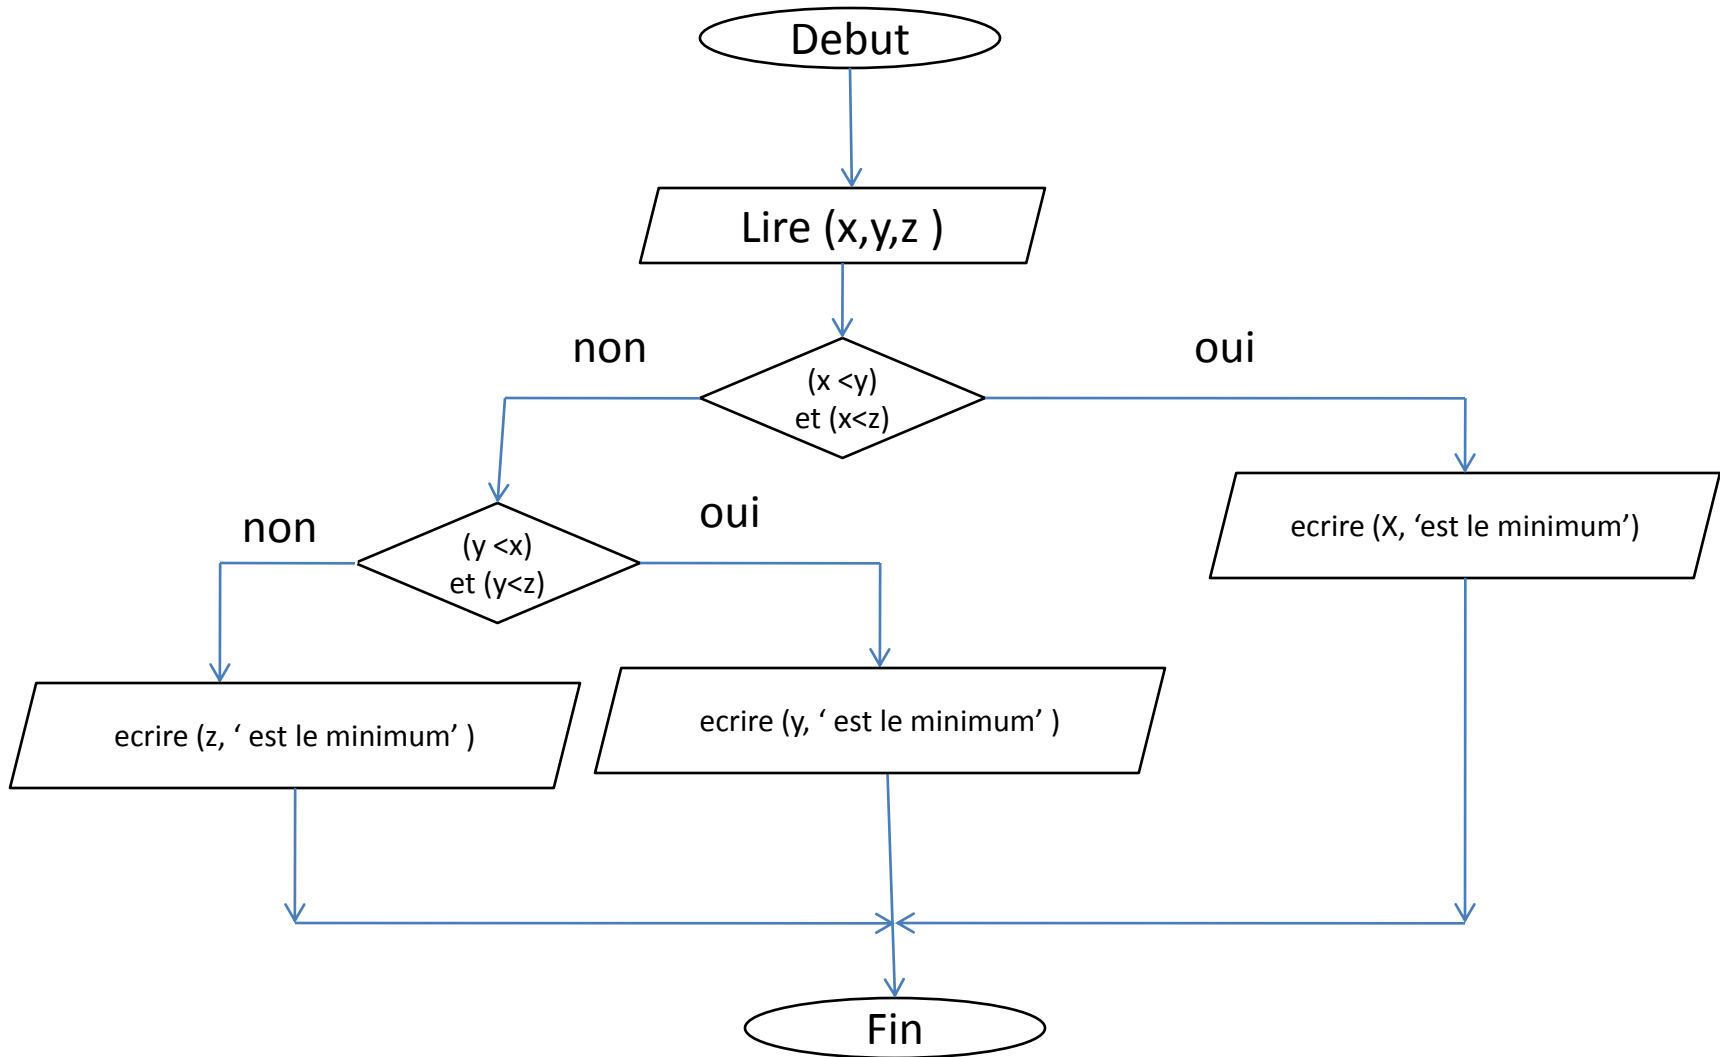 Debut
Lire (x,y,z )
non
oui
(x <y)
et (x<z)
non
oui
(y <x)
et (y<z)
ecrire (X, ‘est le minimum’)
ecrire (z, ‘ est le minimum’ )
ecrire (y, ‘ est le minimum’ )
Fin